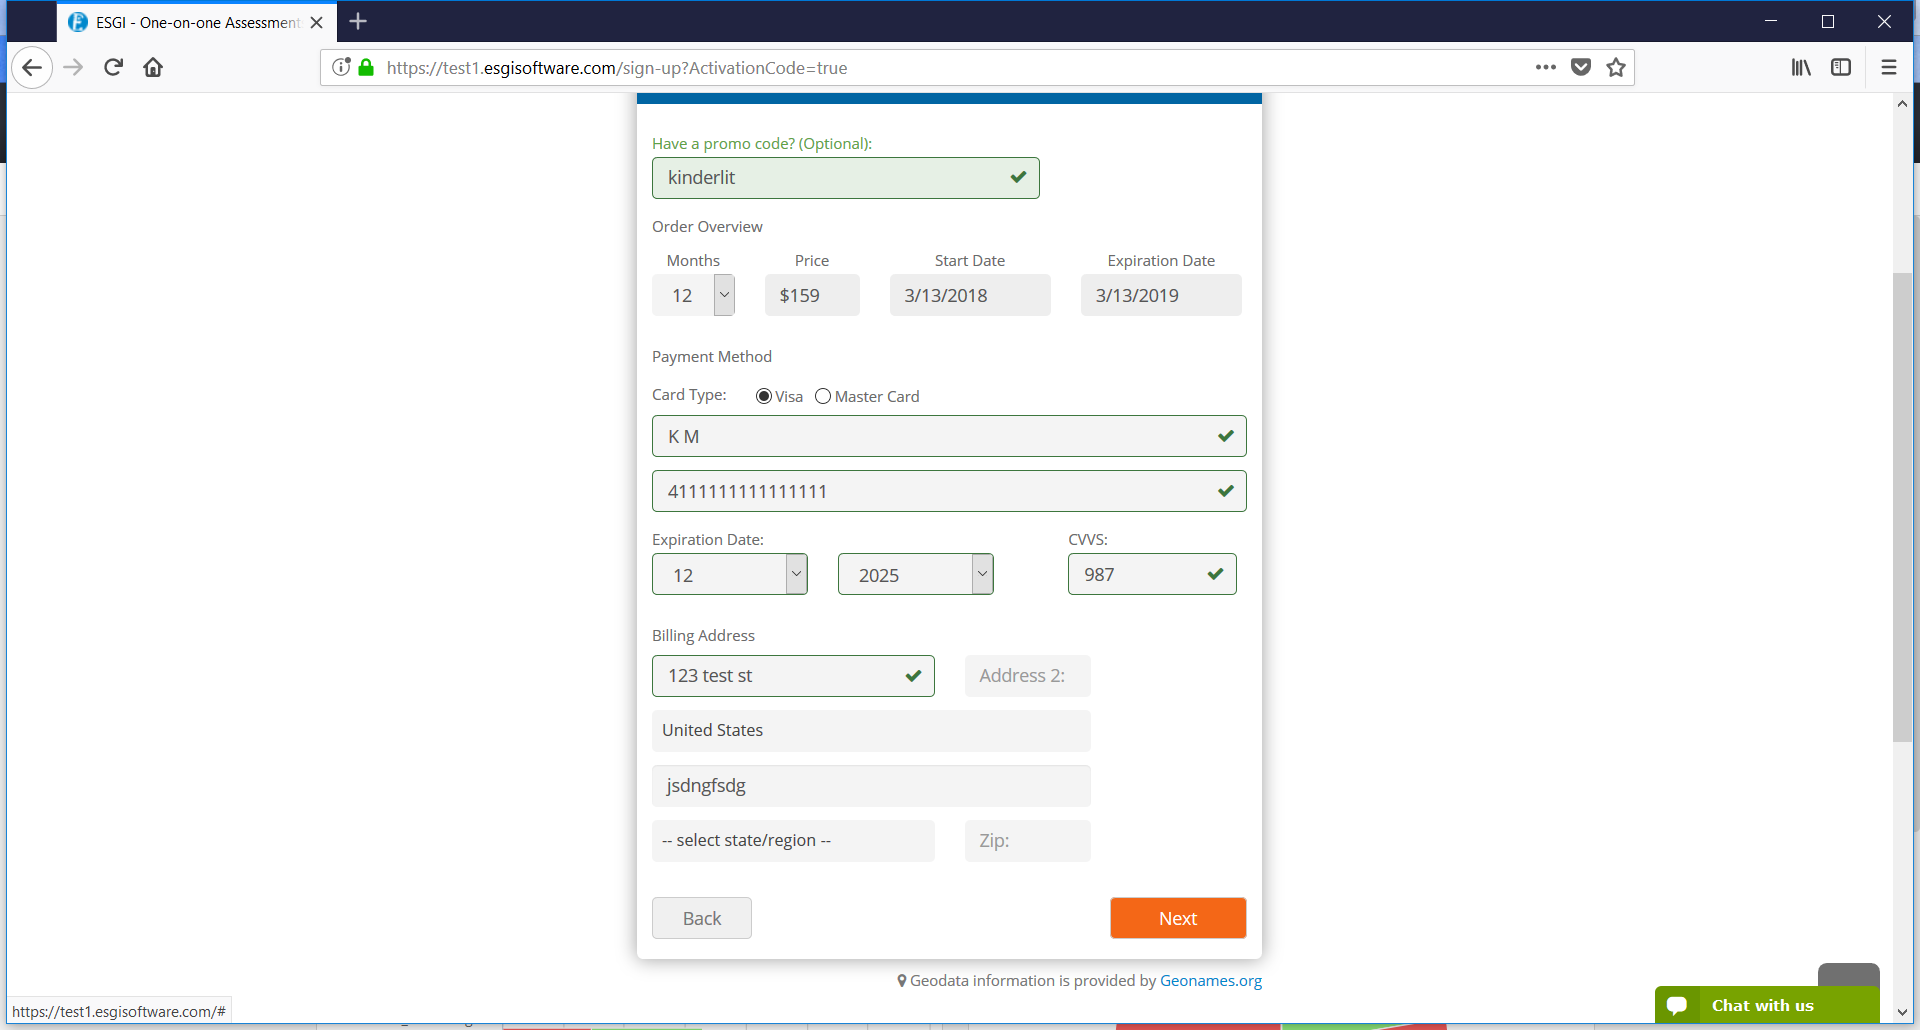 ESGI - One-on-one Assessment
https://test1.esgisoftware.com/sign-up?ActivationCode=true
Have a promo code? (Optional):
kinderlit
Order Overview
Months Price Start Date Expiration Date
12 $159 3/13/2018 3/13/2019
Payment Method
Card Type: Visa Master Card
K M
4111111111111111
Expiration Date: CVVS:
12 2025 987
Billing Address
123 test st Address 2:
United States
jsdngfsdg
-- select state/region -- Zip:
Back Next
Geodata information is provided by Geonames.org
Chat with us
https://test1.esgisoftware.com/#